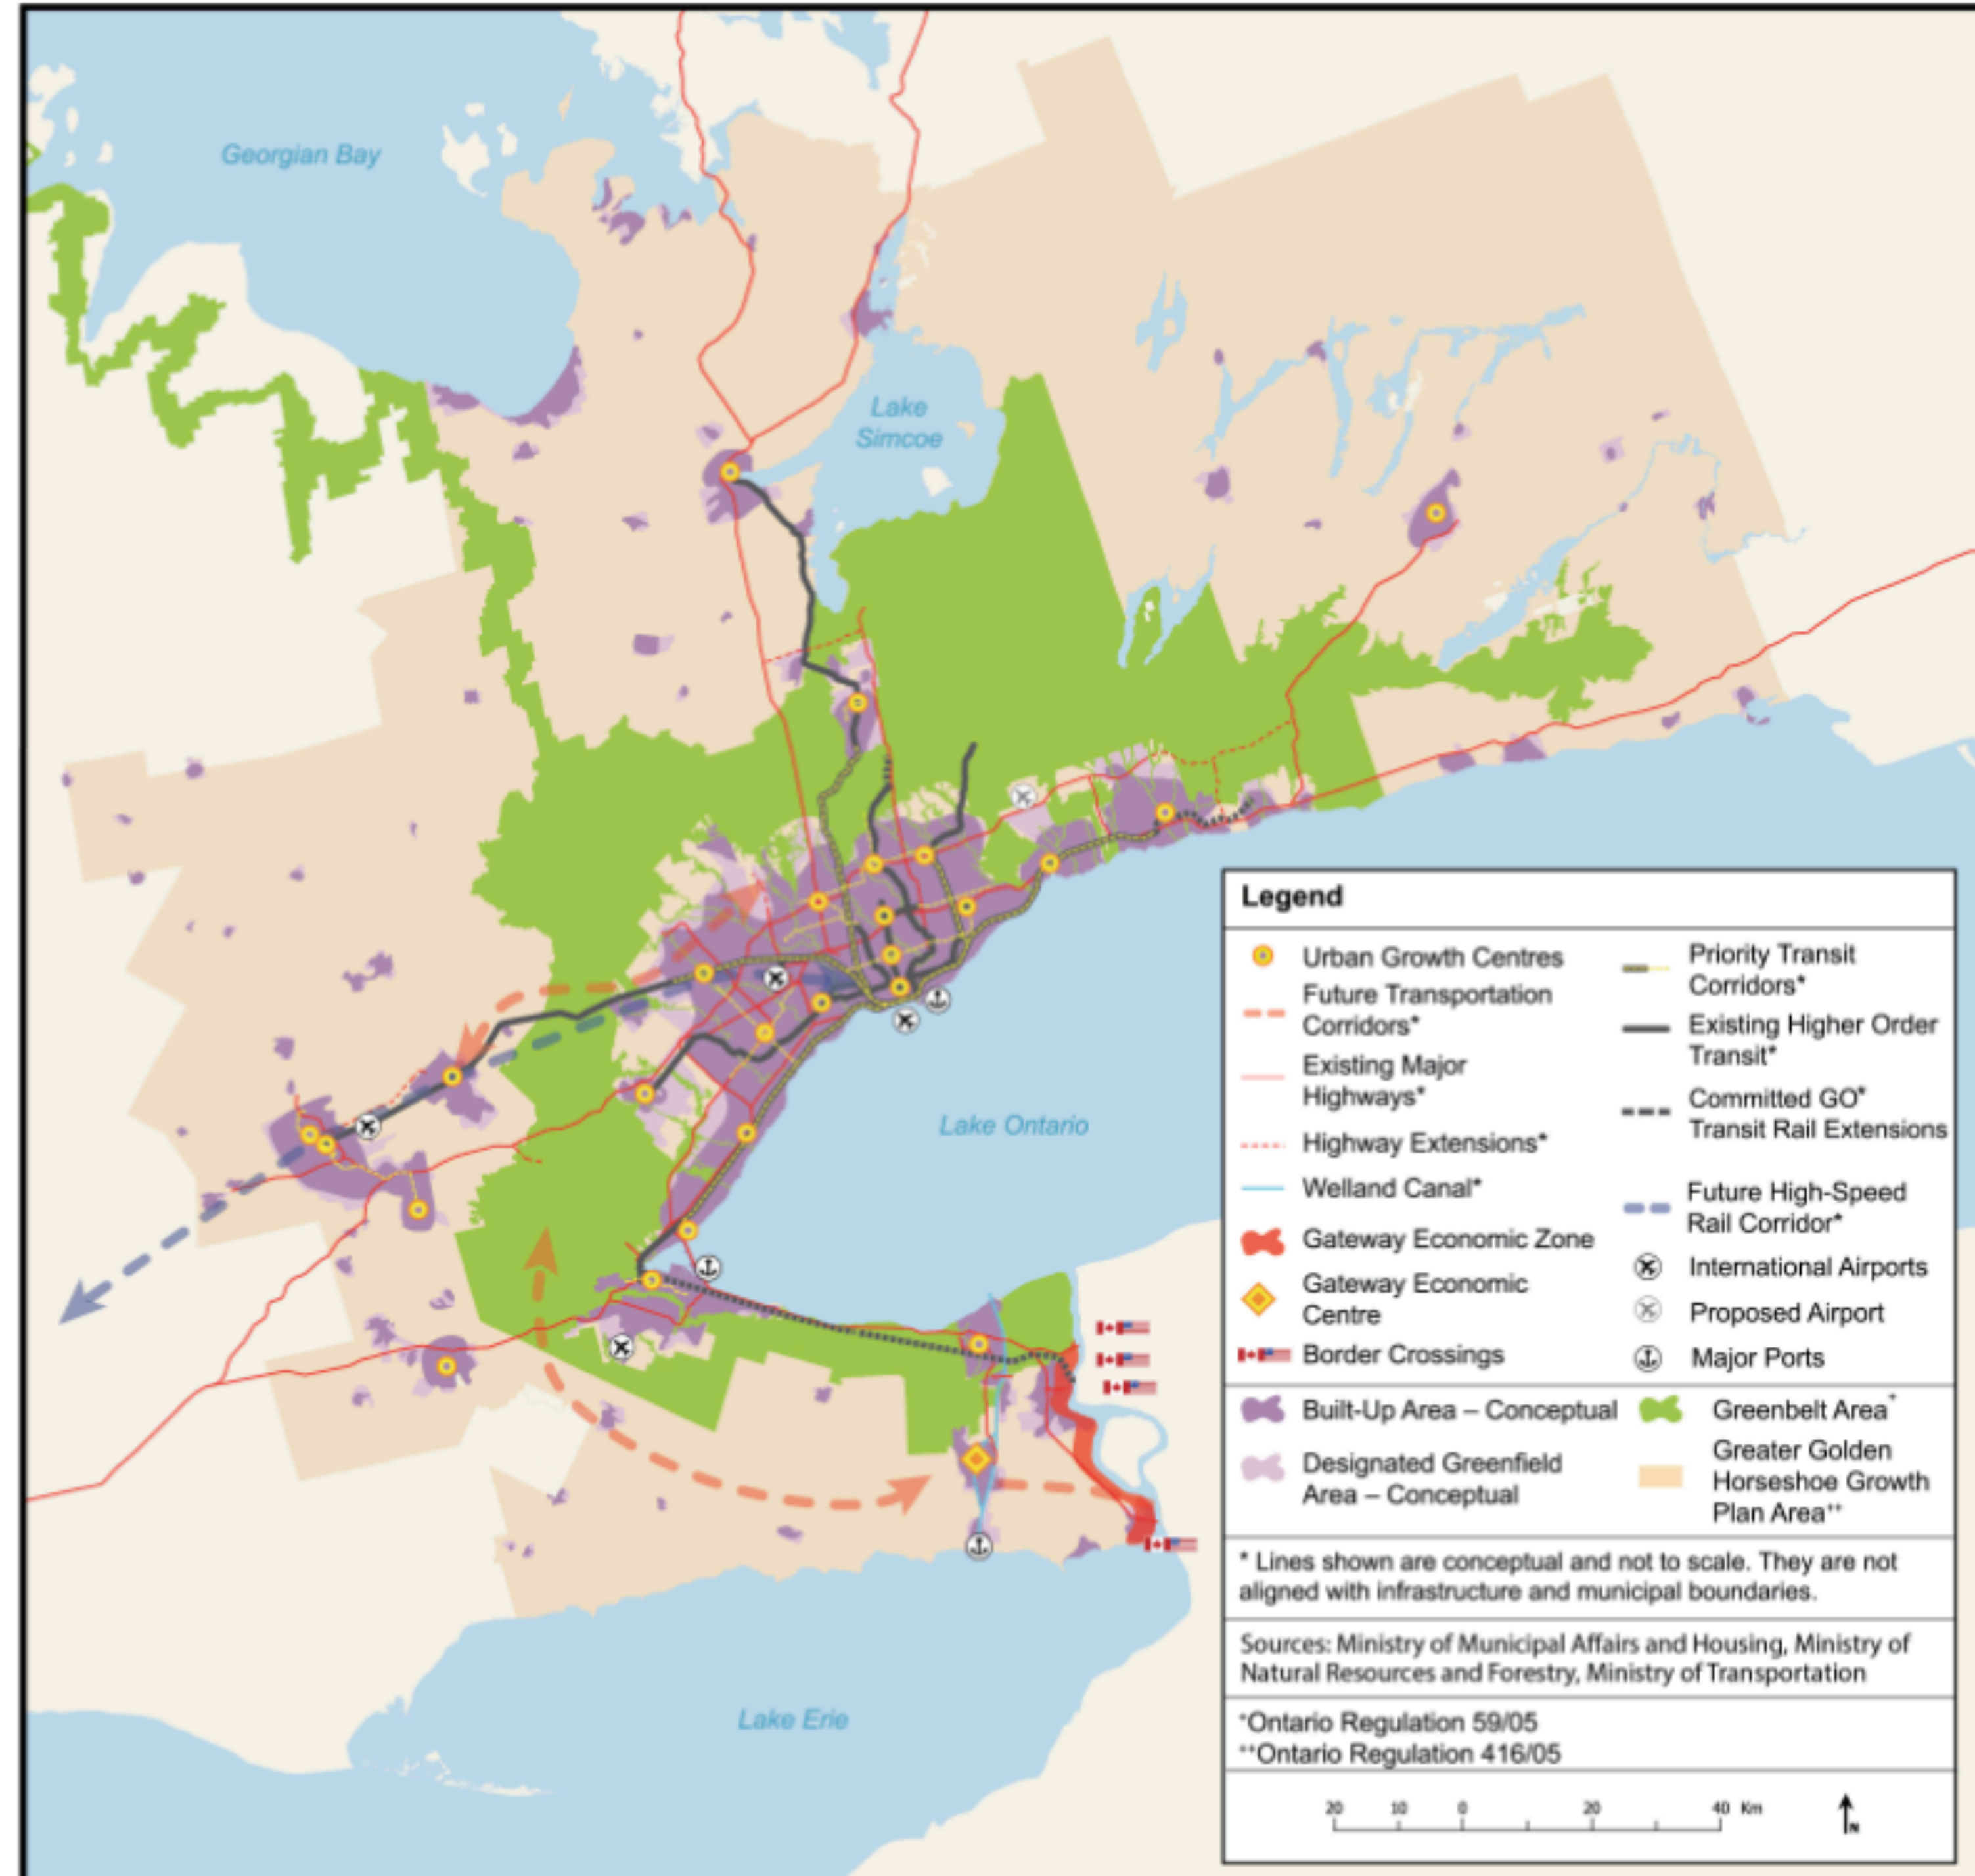 Georgian Bay
Lake
Simcoe
Lake Ontario
Lake Erie
Legend
Urban Growth Centres
Future Transportation
Corridors*
Existing Major
Highways*
Highway Extensions*
Welland Canal*
Gateway Economic Zone
Gateway Economic
Centre
Border Crossings
Priority Transit
Corridors*
Existing Higher Order
Transit*
Committed GO*
Transit Rail Extensions
Future High-Speed
Rail Corridor*
International Airports
Proposed Airport
Major Ports
Built-Up Area – Conceptual
Designated Greenfield
Area – Conceptual
Greenbelt Area+
Greater Golden
Horseshoe Growth
Plan Area++
* Lines shown are conceptual and not to scale. They are not
aligned with infrastructure and municipal boundaries.
Sources: Ministry of Municipal Affairs and Housing, Ministry of
Natural Resources and Forestry, Ministry of Transportation
+Ontario Regulation 59/05
++Ontario Regulation 416/05
20 10 0 20 40 Km
N